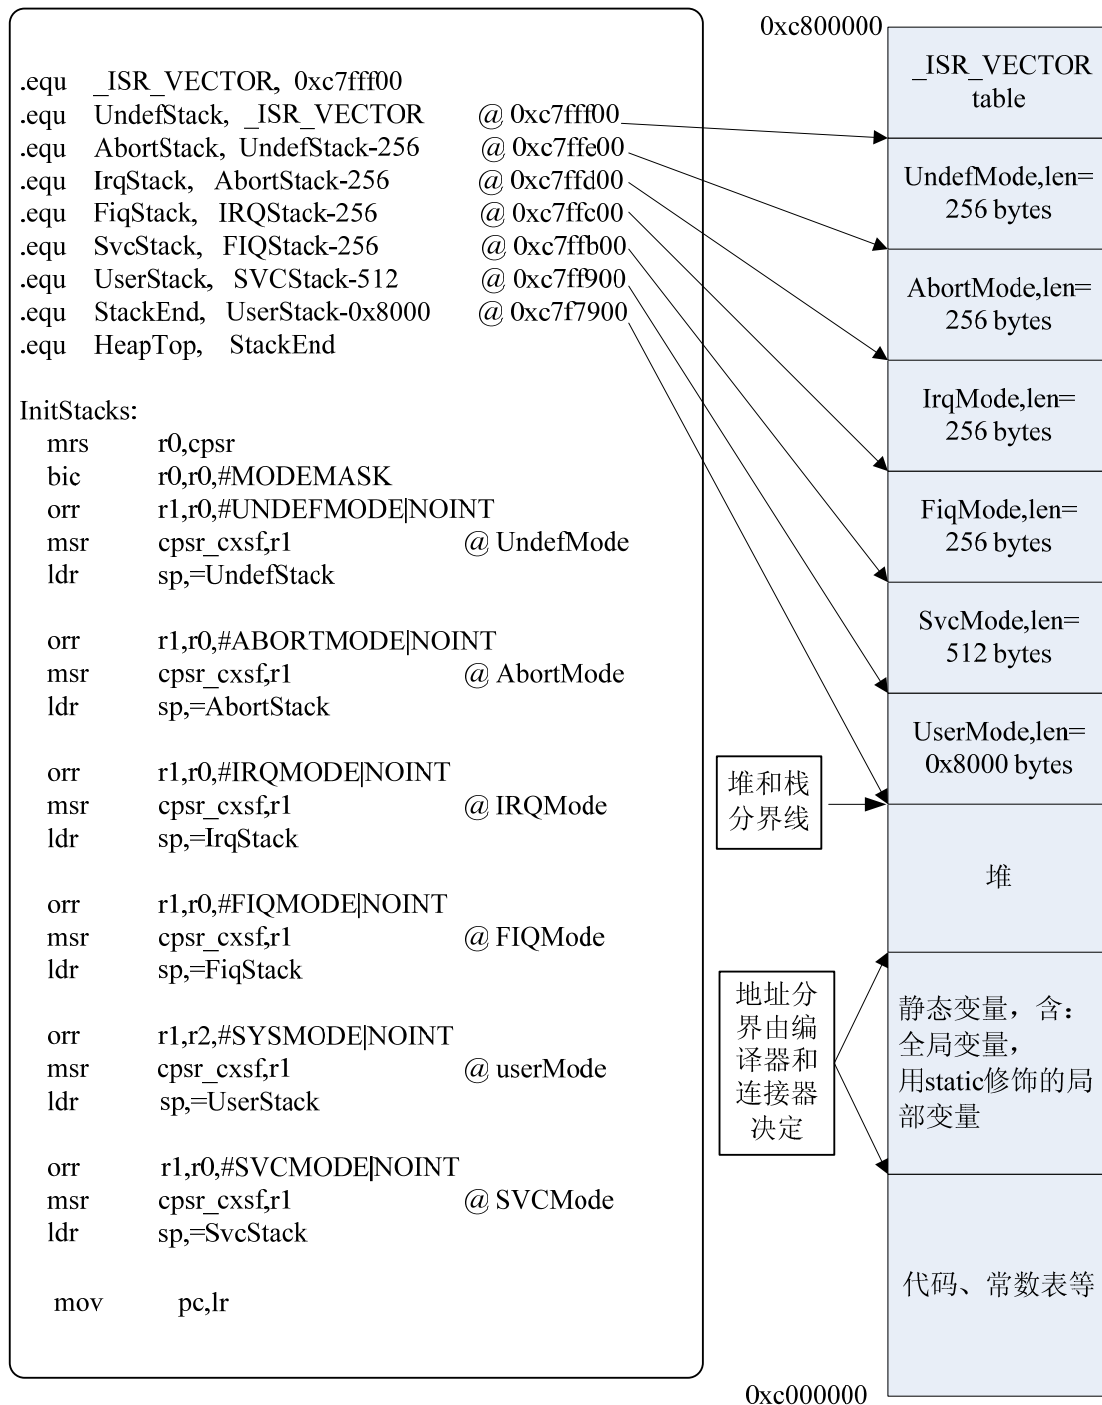 .equ _ISR_VECTOR, 0xc7fff00
.equ UndefStack, _ISR_VECTOR @ 0xc7fff00
.equ AbortStack, UndefStack-256 @ 0xc7ffe00
.equ IrqStack, AbortStack-256 @ 0xc7ffd00
.equ FiqStack, IRQStack-256 @ 0xc7ffc00
.equ SvcStack, FIQStack-256 @ 0xc7ffb00
.equ UserStack, SVCStack-512 @ 0xc7ff900
.equ StackEnd, UserStack-0x8000 @ 0xc7f7900
.equ HeapTop, StackEnd
InitStacks:
mrs r0,cpsr
bic r0,r0,#MODEMASK
orr r1,r0,#UNDEFMODE|NOINT
msr cpsr_cxsf,r1 @ UndefMode
ldr sp,=UndefStack
orr r1,r0,#ABORTMODE|NOINT
msr cpsr_cxsf,r1 @ AbortMode
ldr sp,=AbortStack
orr r1,r0,#IRQMODE|NOINT
msr cpsr_cxsf,r1 @ IRQMode
ldr sp,=IrqStack
orr r1,r0,#FIQMODE|NOINT
msr cpsr_cxsf,r1 @ FIQMode
ldr sp,=FiqStack
orr r1,r2,#SYSMODE|NOINT
msr cpsr_cxsf,r1 @ userMode
ldr sp,=UserStack
orr r1,r0,#SVCMODE|NOINT
msr cpsr_cxsf,r1 @ SVCMode
ldr sp,=SvcStack
mov pc,lr
0xc800000
_ISR_VECTOR
table
UndefMode,len=
256 bytes
AbortMode,len=
256 bytes
IrqMode,len=
256 bytes
FiqMode,len=
256 bytes
SvcMode,len=
512 bytes
UserMode,len=
0x8000 bytes
堆和栈
分界线
堆
地址分
界由编
译器和
连接器
决定
静态变量，含：
全局变量，
用static修饰的局
部变量
代码、常数表等
0xc000000